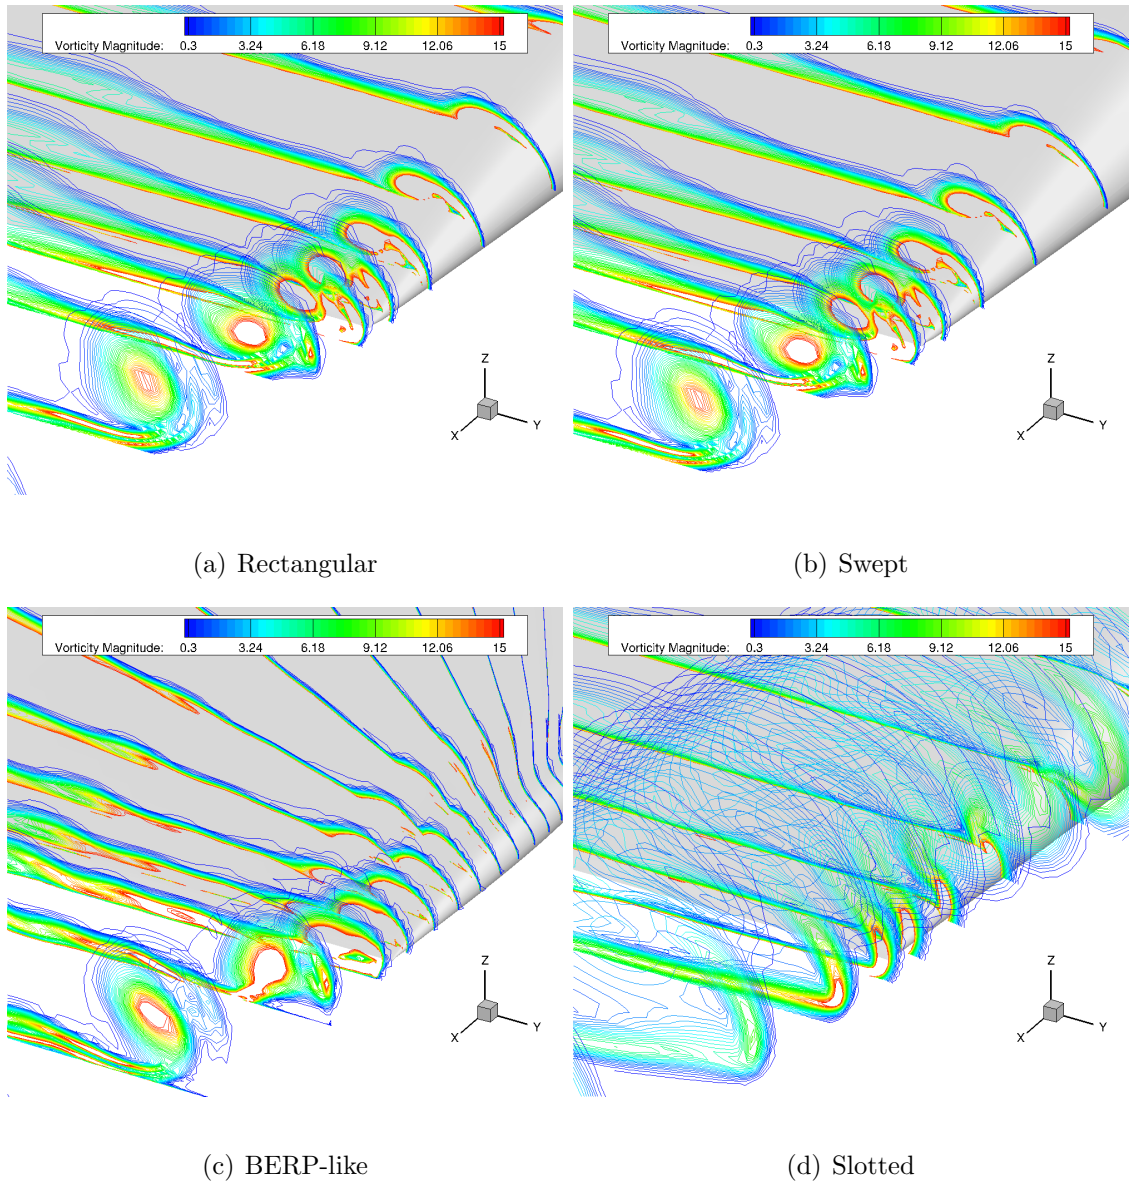 Vorticity Magnitude: 0.3 3.24 6.18 9.12 12.06 15
Z
X
Y
(a) Rectangular
Vorticity Magnitude: 0.3 3.24 6.18 9.12 12.06 15
Z
X
Y
(b) Swept
Vorticity Magnitude: 0.3 3.24 6.18 9.12 12.06 15
Z
X
Y
(c) BERP-like
Vorticity Magnitude: 0.3 3.24 6.18 9.12 12.06 15
Z
X
Y
(d) Slotted